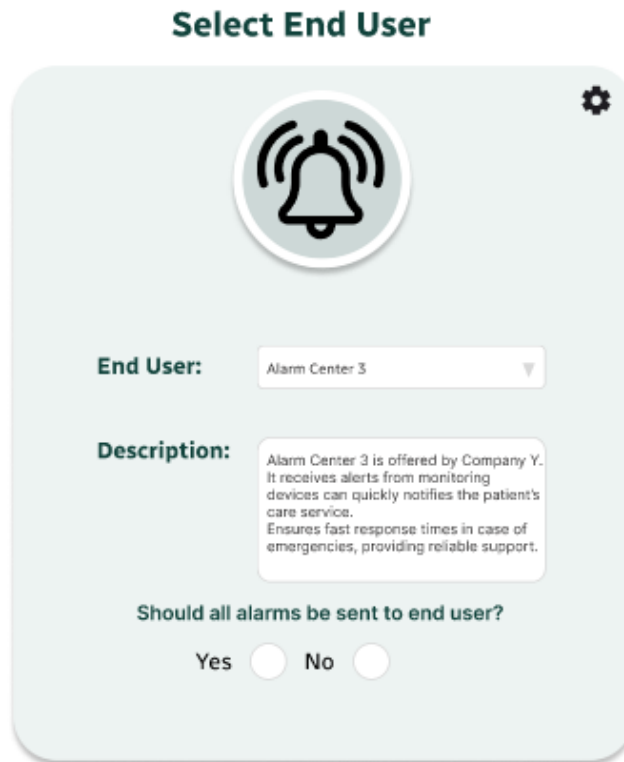 Select End User
End User:
Alarm Center 3
Description:
Alarm Center 3 is offered by Company Y.
It receives alerts from monitoring
devices can quickly notifies the patient's
care service.
Ensures fast response times in case of
emergencies, providing reliable support.
Should all alarms be sent to end user?
Yes No